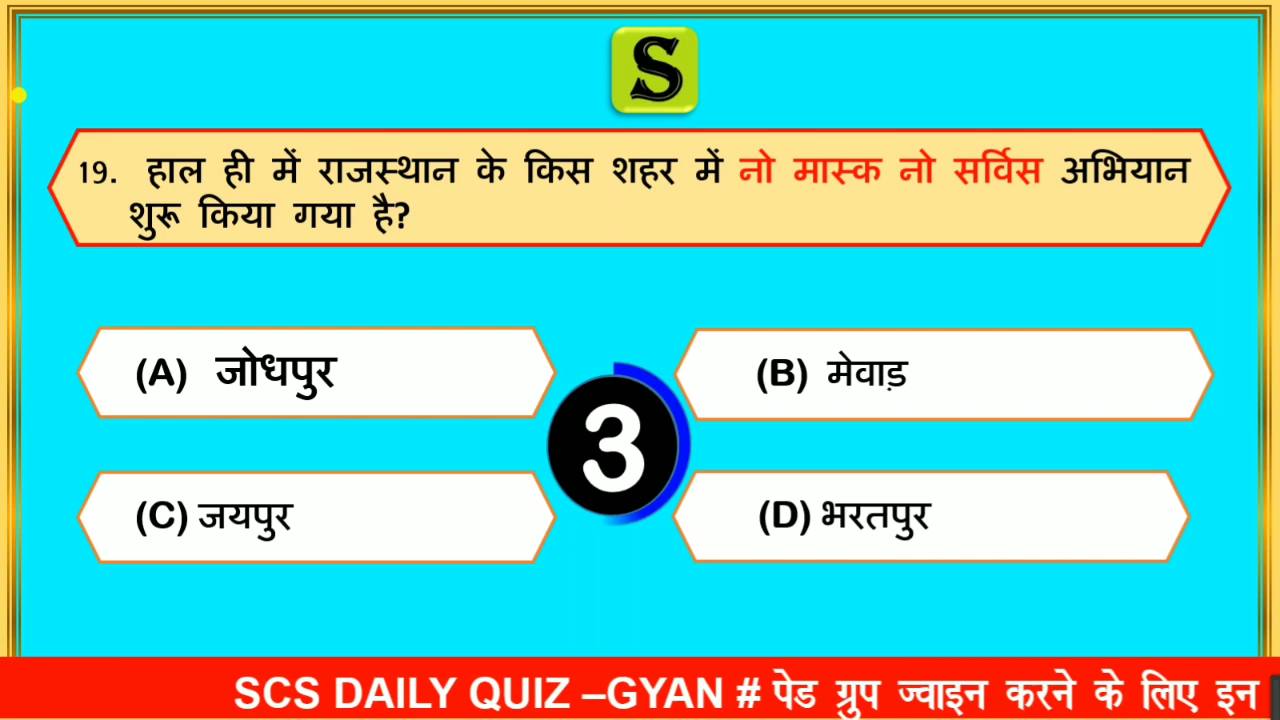 S
19. हाल ही में राजस्थान के किस शहर में नो मास्क नो सर्विस अभियान
शुरू किया गया है?
(A) जोधपुर
(B) मेवाड़
3
(C) जयपुर
(D) भरतपुर
SCS DAILY QUIZ –GYAN # पेड ग्रुप ज्वाइन करने के लिए इन